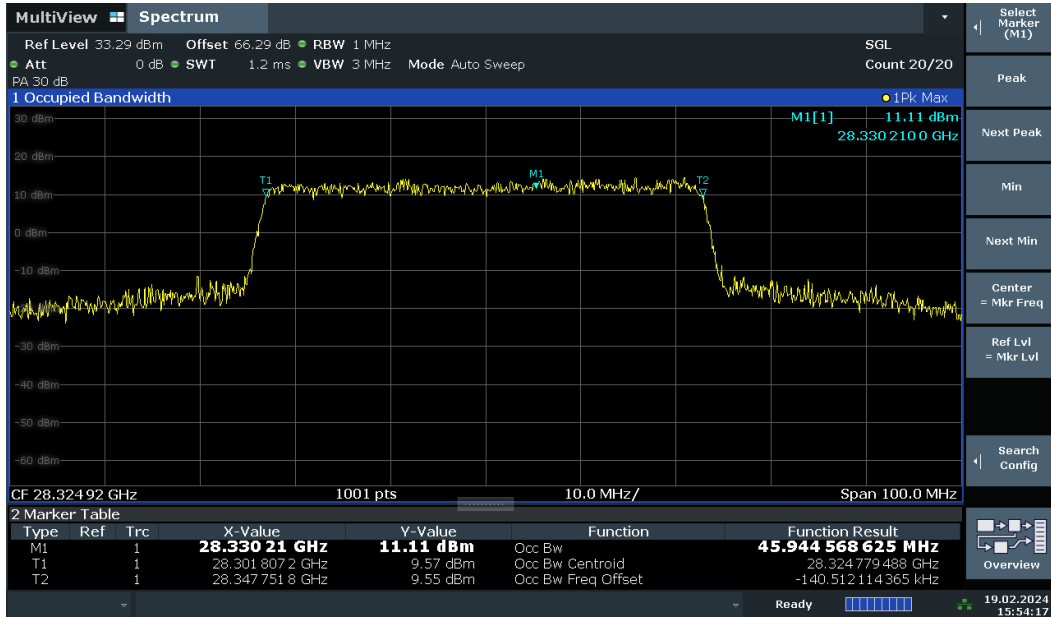 MultiView Spectrum
Ref Level 33.29 dBm Offset 66.29 dB RBW 1 MHz SGL
Att 0 dB SWT 1.2 ms VBW 3 MHz Mode Auto Sweep Count 20/20
PA 30 dB
1 Occupied Bandwidth 1Pk Max
30 dBm M1[1] 11.11 dBm
28.330 210 0 GHz
20 dBm
T1 M1 T2
10 dBm
0 dBm
-10 dBm
-30 dBm
-40 dBm
-50 dBm
-60 dBm
CF 28.32492 GHz 1001 pts 10.0 MHz/ Span 100.0 MHz
2 Marker Table
Type Ref Trc X-Value Y-Value Function Function Result
M1 1 28.330 21 GHz 11.11 dBm Occ Bw 45.944 568 625 MHz
T1 1 28.301 807 2 GHz 9.57 dBm Occ Bw Centroid 28.324 779 488 GHz
T2 1 28.347 751 8 GHz 9.55 dBm Occ Bw Freq Offset -140.512 114 365 kHz
Ready
19.02.2024
15:54:17
Select
Marker
(M1)
Peak
Next Peak
Min
Next Min
Center
= Mkr Freq
Ref Lvl
= Mkr Lvl
Search
Config
Overview